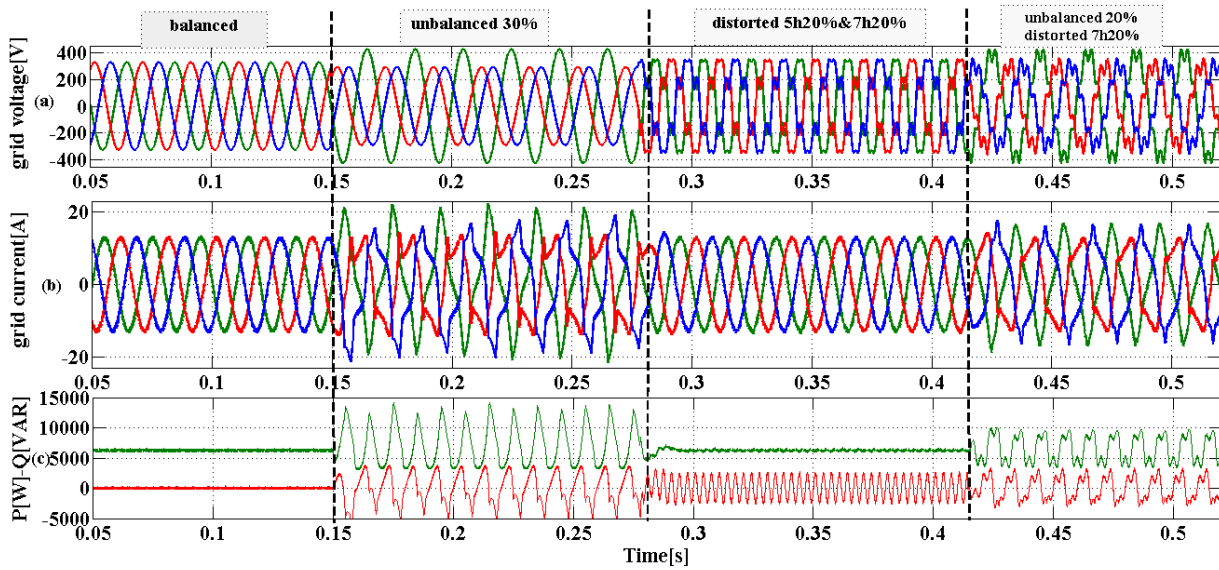 balanced
unbalanced 30%
distorted 5h20%&7h20%
unbalanced 20%
distorted 7h20%
grid voltage[V]
(a)
400
200
0
-200
-400
0.05 0.1 0.15 0.2 0.25 0.3 0.35 0.4 0.45 0.5
grid current[A]
(b)
20
0
-20
0.05 0.1 0.15 0.2 0.25 0.3 0.35 0.4 0.45 0.5
P[W]-Q[VAR]
(c)
15000
10000
5000
0
-5000
0.05 0.1 0.15 0.2 0.25 0.3 0.35 0.4 0.45 0.5
Time[s]